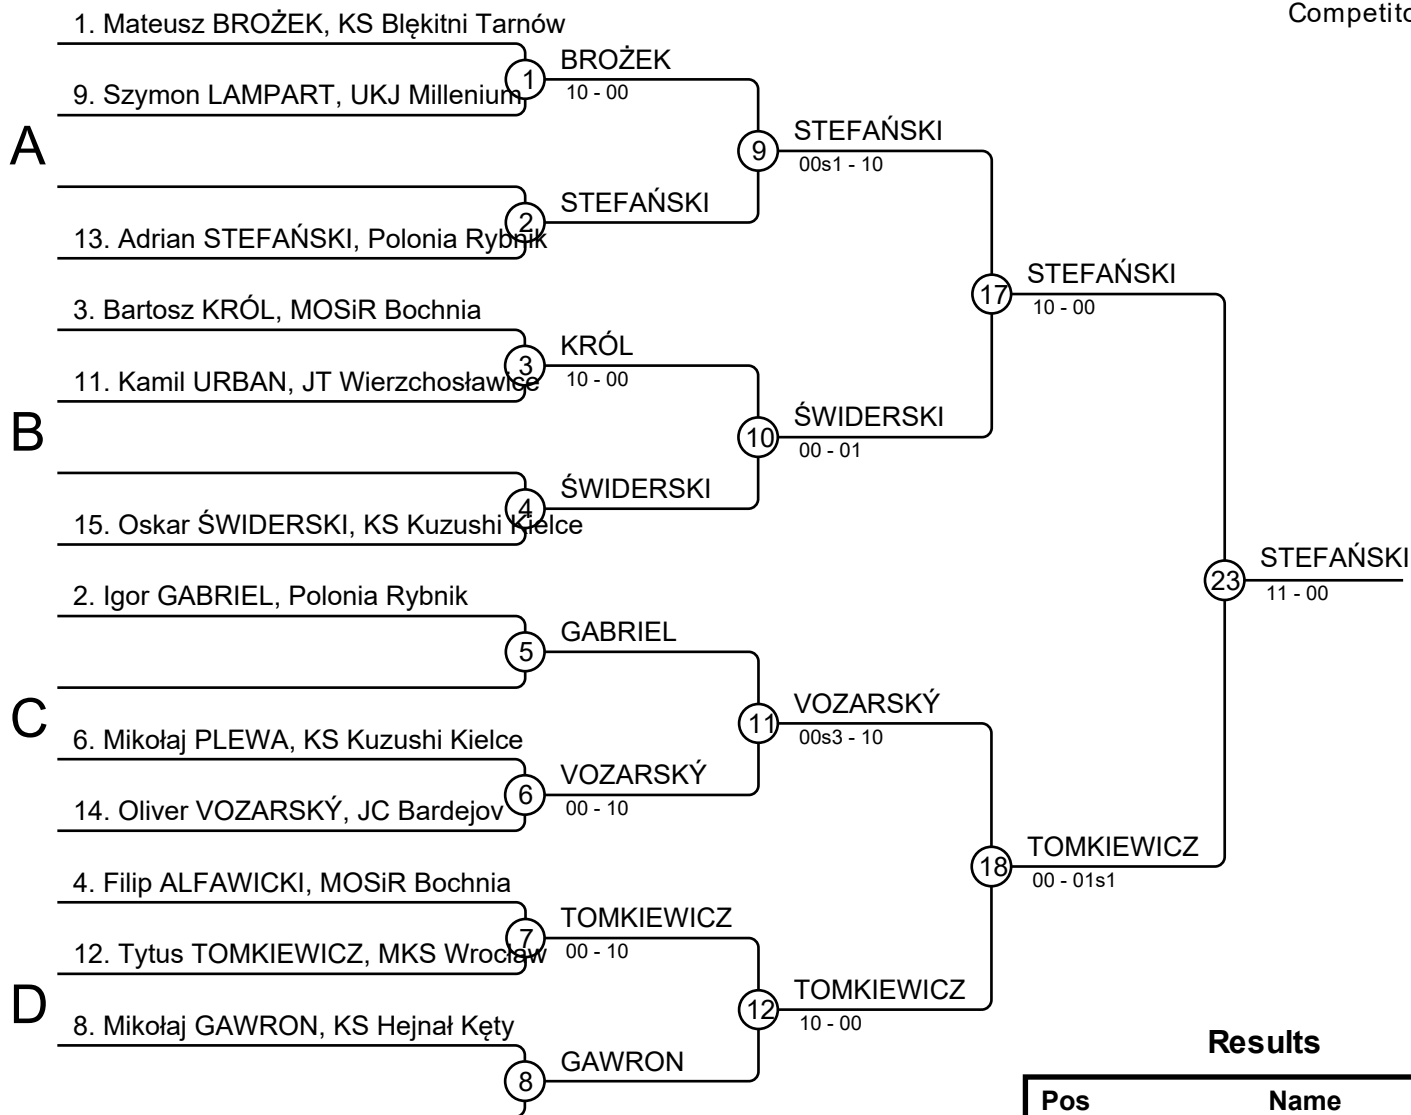 Competito
1. Mateusz BROŻEK, KS Błękitni Tarnów
1
BROŻEK
10 - 00
9. Szymon LAMPART, UKJ Millenium
A
9
STEFAŃSKI
00s1 - 10
2
STEFAŃSKI
13. Adrian STEFAŃSKI, Polonia Rybnik
17
STEFAŃSKI
10 - 00
3. Bartosz KRÓL, MOSiR Bochnia
3
KRÓL
10 - 00
11. Kamil URBAN, JT Wierzchosławice
B
10
ŚWIDERSKI
00 - 01
4
ŚWIDERSKI
15. Oskar ŚWIDERSKI, KS Kuzushi Kielce
23
STEFAŃSKI
11 - 00
2. Igor GABRIEL, Polonia Rybnik
5
GABRIEL
C
11
VOZARSKÝ
00s3 - 10
6. Mikołaj PLEWA, KS Kuzushi Kielce
6
VOZARSKÝ
00 - 10
14. Oliver VOZARSKÝ, JC Bardejov
18
TOMKIEWICZ
00 - 01s1
4. Filip ALFAWICKI, MOSiR Bochnia
7
TOMKIEWICZ
00 - 10
12. Tytus TOMKIEWICZ, MKS Wrocław
D
12
TOMKIEWICZ
10 - 00
8. Mikołaj GAWRON, KS Hejnał Kęty
8
GAWRON
Results
Pos Name